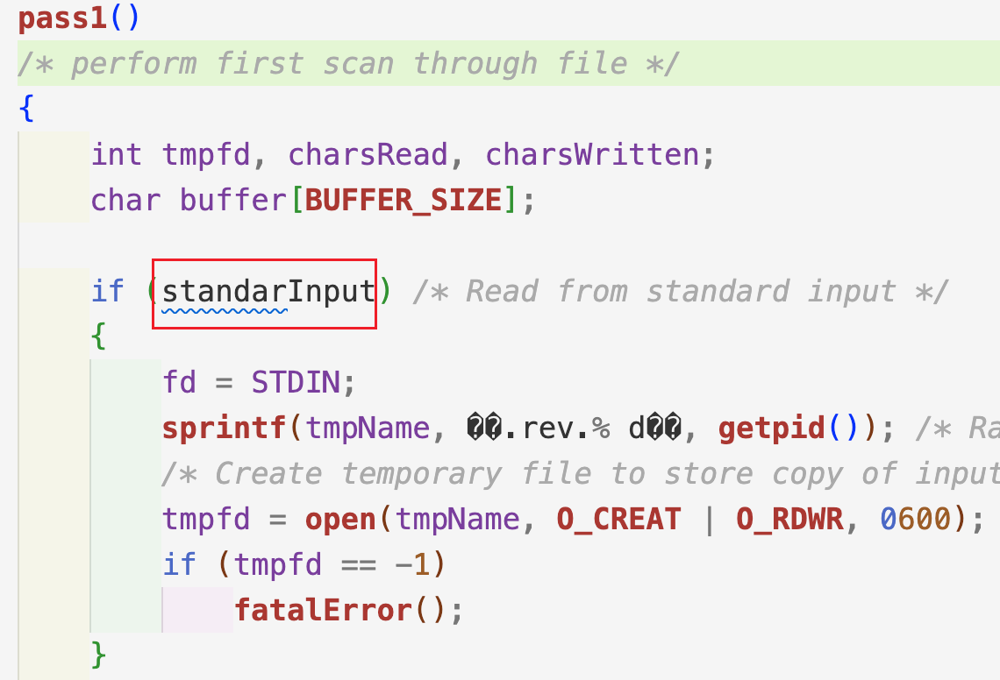 pass1()
/* perform first scan through file */
{
int tmpfd, charsRead, charsWritten;
char buffer[BUFFER_SIZE];
if (standarInput) /* Read from standard input */
{
fd = STDIN;
sprintf(tmpName, ��.rev.% d��, getpid()); /* Ra
/* Create temporary file to store copy of input
tmpfd = open(tmpName, O_CREAT | O_RDWR, 0600);
if (tmpfd == -1)
fatalError();
}